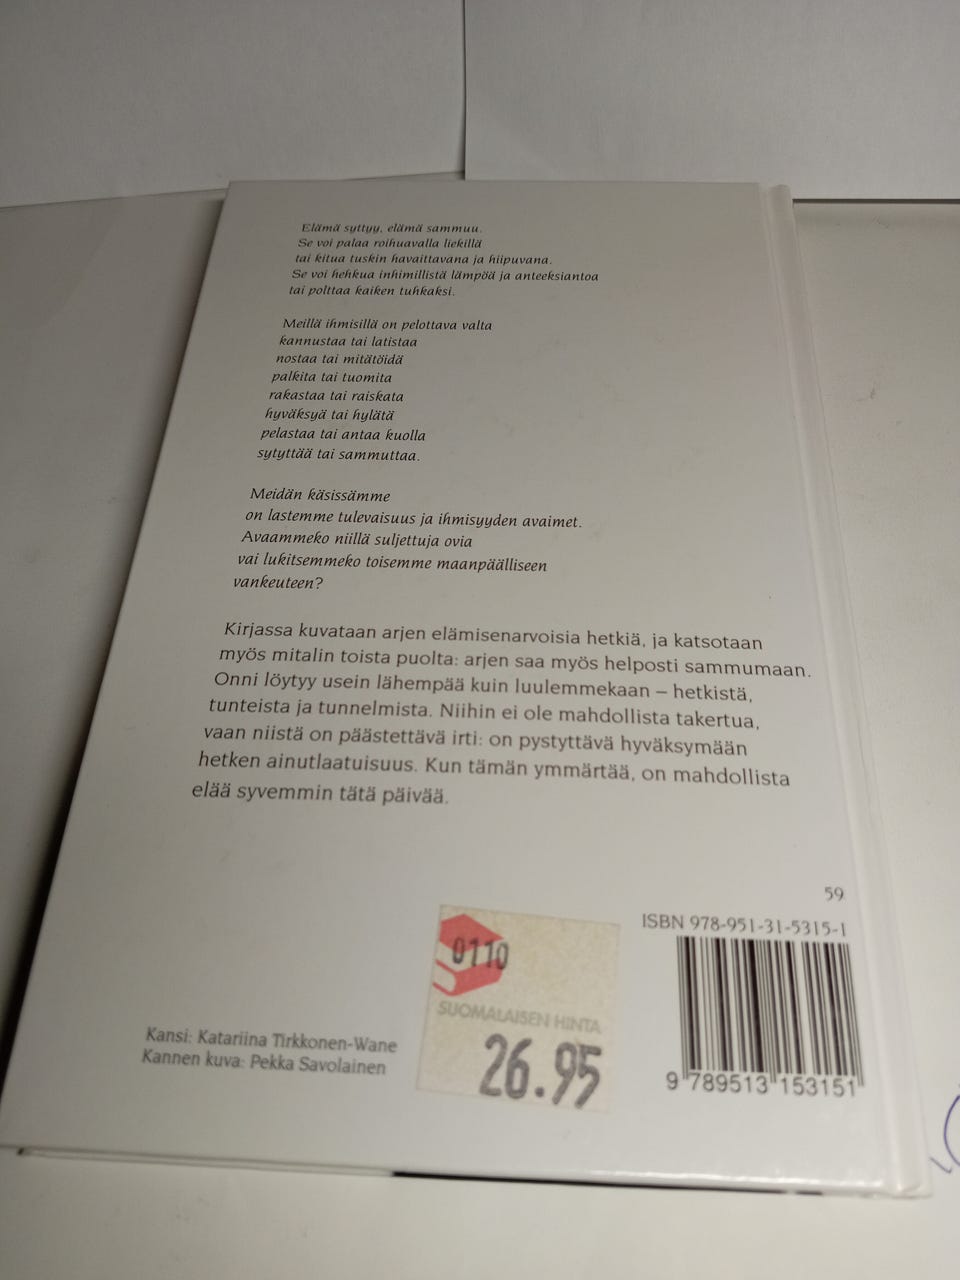 Elämä syttyy, elämä sammuu.
Se voi palaa roihuavalla liekillä
tai kitua tuskin havaittavana ja hiipuvana.
Se voi hehkua inhimillistä lämpöä ja anteeksiantoa
tai polttaa kaiken tuhkaksi.
Meillä ihmisillä on pelottava valta
kannustaa tai latistaa
nostaa tai mitätöidä
palkita tai tuomita
rakastaa tai raiskata
hyväksyä tai hylätä
pelastaa tai antaa kuolla
sytyttää tai sammuttaa.
Meidän käsissämme
on lastemme tulevaisuus ja ihmisyyden avaimet.
Avaammeko niillä suljettuja ovia
vai lukitsemmeko toisemme maanpäälliseen
vankeuteen?
Kirjassa kuvataan arjen elämisenarvoisia hetkiä, ja katsotaan
myös mitalin toista puolta: arjen saa myös helposti sammumaan.
Onni löytyy usein lähempää kuin luulemmekaan – hetkistä,
tunteista ja tunnelmista. Niihin ei ole mahdollista takertua,
vaan niistä on päästettävä irti: on pystyttävä hyväksymään
hetken ainutlaatuisuus. Kun tämän ymmärtää, on mahdollista
elää syvemmin tätä päivää.
59
ISBN 978-951-31-5315-1
9 789513 153151
0110
SUOMALAISEN HINTA
26.95
Kansi: Katariina Tirkkonen-Wane
Kannen kuva: Pekka Savolainen